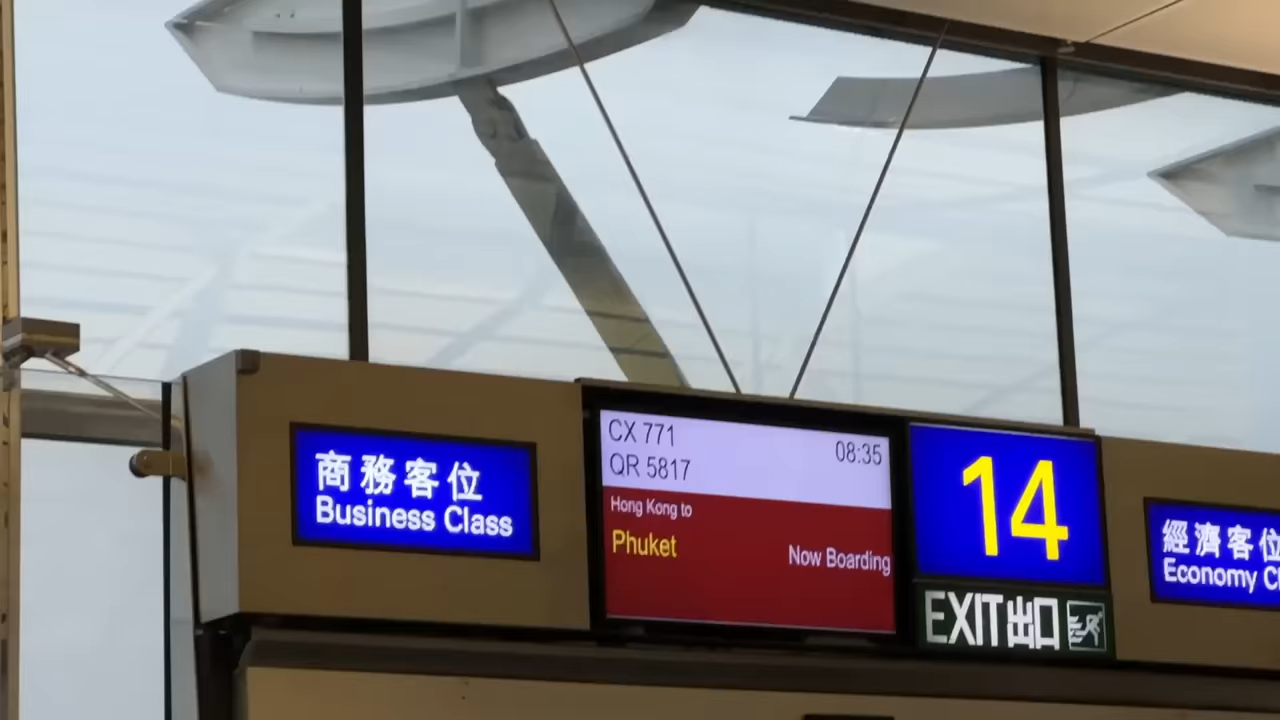 商務客位
Business Class
CX 771
QR 5817
08:35
Hong Kong to
Phuket
Now Boarding
14
EXIT出口
經濟客位
Economy